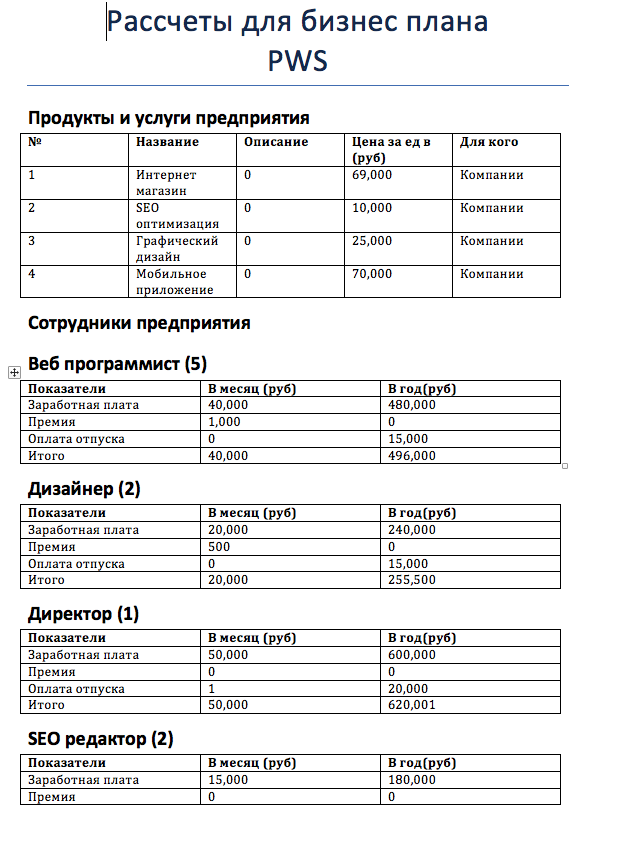 Рассчеты для бизнес плана
PWS
Продукты и услуги предприятия
№ Название Описание Цена за ед в (руб) Для кого
1 Интернет магазин 0 69,000 Компании
2 SEO оптимизация 0 10,000 Компании
3 Графический дизайн 0 25,000 Компании
4 Мобильное приложение 0 70,000 Компании
Сотрудники предприятия
Веб программист (5)
Показатели В месяц (руб) В год(руб)
Заработная плата 40,000 480,000
Премия 1,000 0
Оплата отпуска 0 15,000
Итого 40,000 496,000
Дизайнер (2)
Показатели В месяц (руб) В год(руб)
Заработная плата 20,000 240,000
Премия 500 0
Оплата отпуска 0 15,000
Итого 20,000 255,500
Директор (1)
Показатели В месяц (руб) В год(руб)
Заработная плата 50,000 600,000
Премия 0 0
Оплата отпуска 1 20,000
Итого 50,000 620,001
SEO редактор (2)
Показатели В месяц (руб) В год(руб)
Заработная плата 15,000 180,000
Премия 0 0